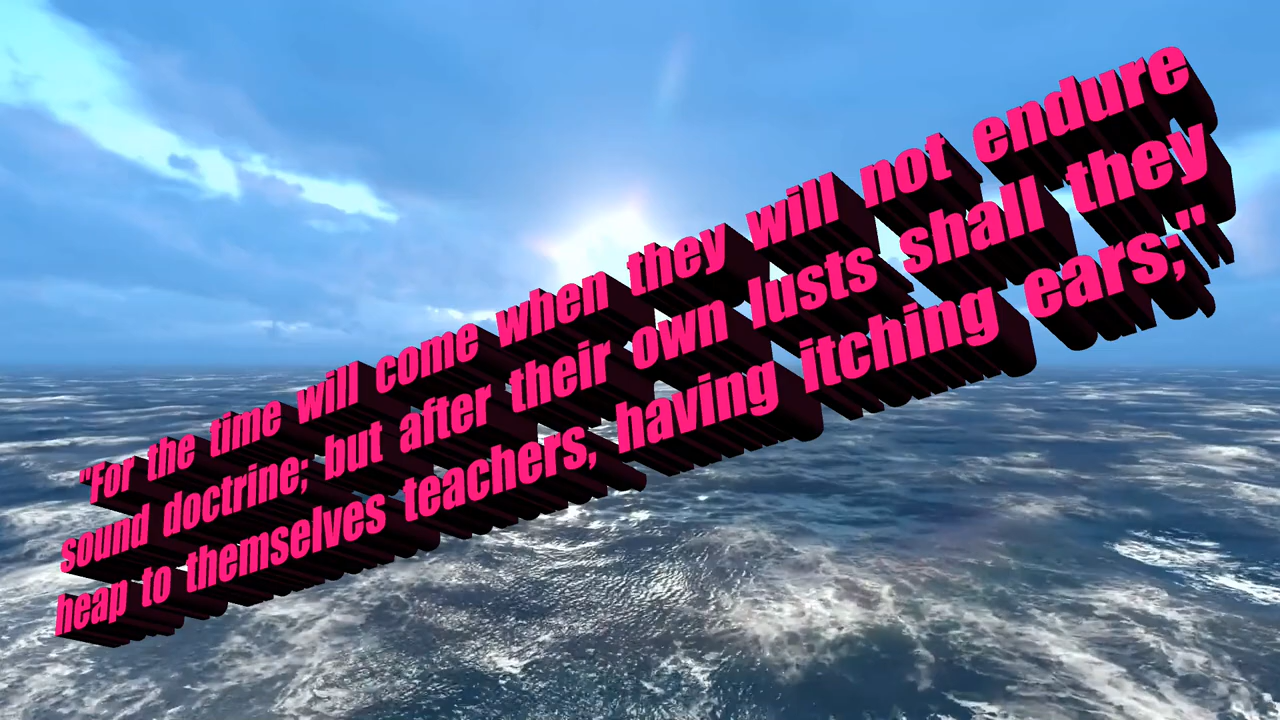 "For the time will come when they will not endure
sound doctrine; but after their own lusts shall they
heap to themselves teachers, having itching ears;"